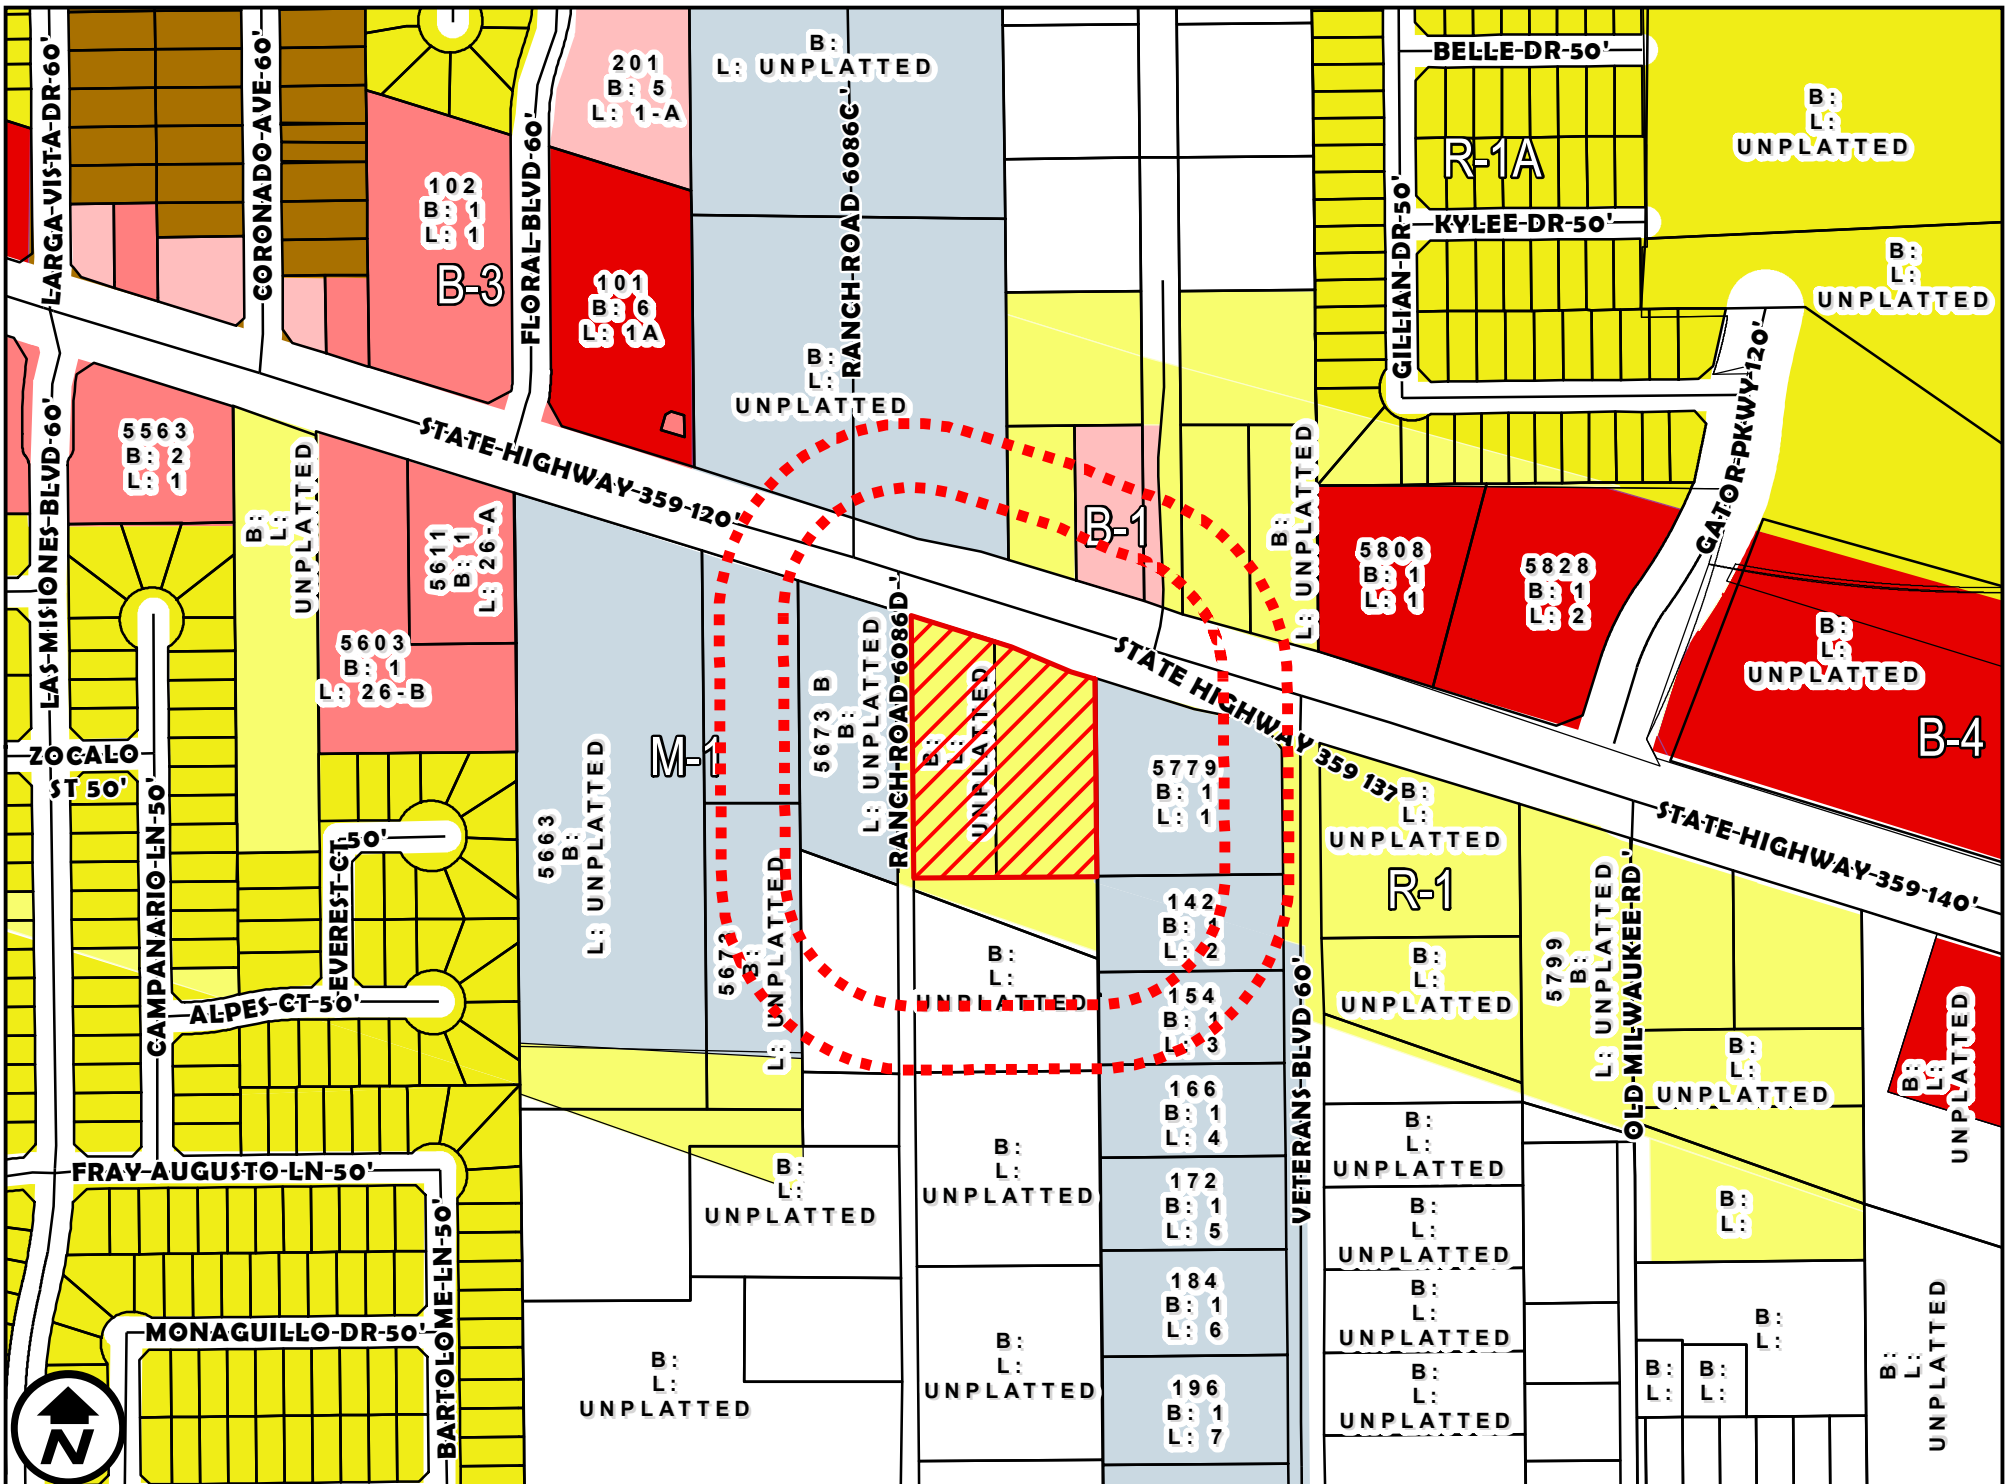 LARGA VISTA DR 60'
CORONADO AVE 60'
FLORAL BLVD 60'
201
B: 5
L: 1-A
B:
L: UNPLATTED
RANCH ROAD 6086C '
BELLE DR 50'
R-1A
KYLEE DR 50'
GILLIAN DR 50'
B:
L:
UNPLATTED
B:
L:
UNPLATTED
102
B: 1
L: 1
B-3
101
B: 6
L: 1A
B:
L:
UNPLATTED
GATOR PKWY 120'
LAS MISIONES BLVD 60'
5563
B: 2
L: 1
B:
L:
UNPLATTED
5611
B: 1
L: 26-A
STATE HIGHWAY 359 120'
B-1
B:
L: UNPLATTED
5808
B: 1
L: 1
5828
B: 1
L: 2
B:
L:
UNPLATTED
B-4
5603
B: 1
L: 26-B
M-1
5663
B:
L: UNPLATTED
5673 B
B:
L: UNPLATTED
RANCH ROAD 6086D '
B:
L:
UNPLATTED
STATE HIGHWAY 359 137
5779
B: 1
L: 1
B:
L:
UNPLATTED
R-1
STATE HIGHWAY 359 140'
ZOCALO
ST 50'
CAMPANARIO LN 50'
EVEREST CT 50'
ALPES CT 50'
5673
B:
L: UNPLATTED
B:
L:
UNPLATTED
142
B: 1
L: 2
154
B: 1
L: 3
166
B: 1
L: 4
172
B: 1
L: 5
184
B: 1
L: 6
196
B: 1
L: 7
VETERANS BLVD 60'
B:
L:
UNPLATTED
5799
B:
L: UNPLATTED
OLD MILWAUKEE RD '
B:
L:
UNPLATTED
B:
L:
UNPLATTED
FRAY AUGUSTO LN 50'
BARTOLOME LN 50'
MONAGUILLO DR 50'
B:
L:
UNPLATTED
B:
L:
UNPLATTED
B:
L:
UNPLATTED
B:
L:
B:
L:
UNPLATTED
B:
L:
UNPLATTED
B:
L:
UNPLATTED
B:
L:
UNPLATTED
B:
L:
UNPLATTED
B:
L:
B:
L:
B:
L:
B:
L:
UNPLATTED
N